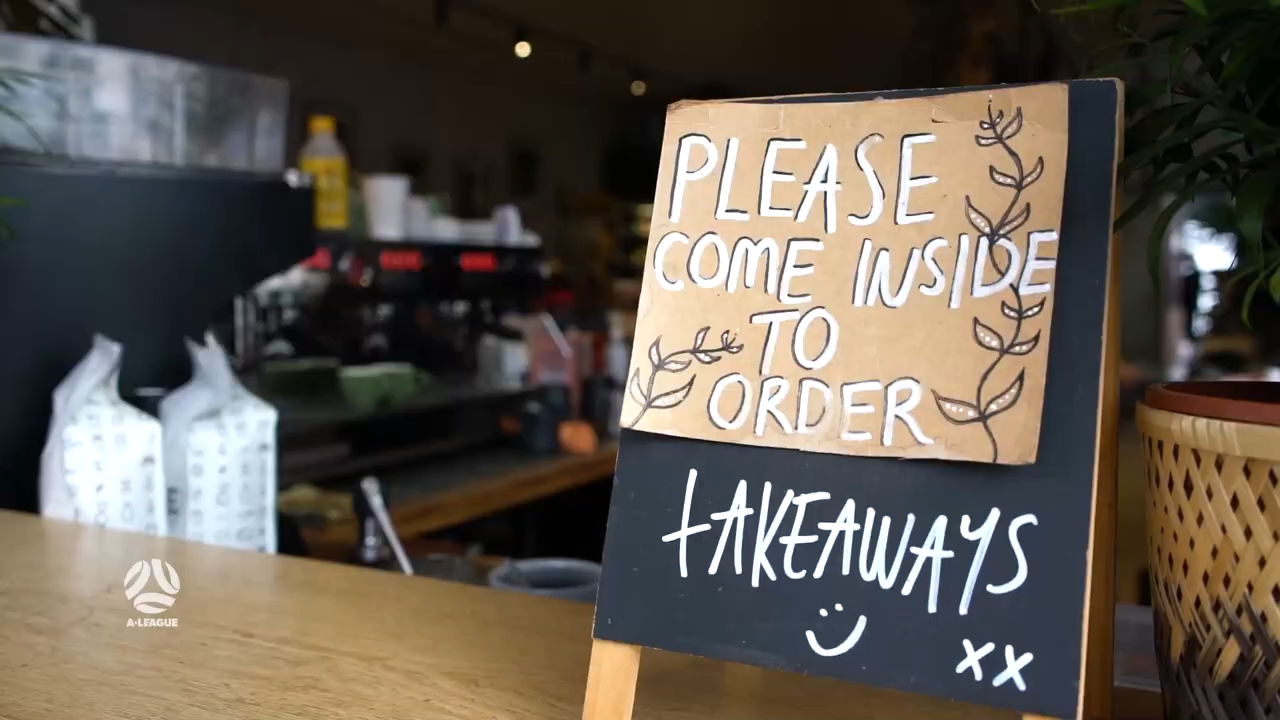 PLEASE
COME INSIDE
TO
ORDER
tAKEAWAYS
xx
A-LEAGUE